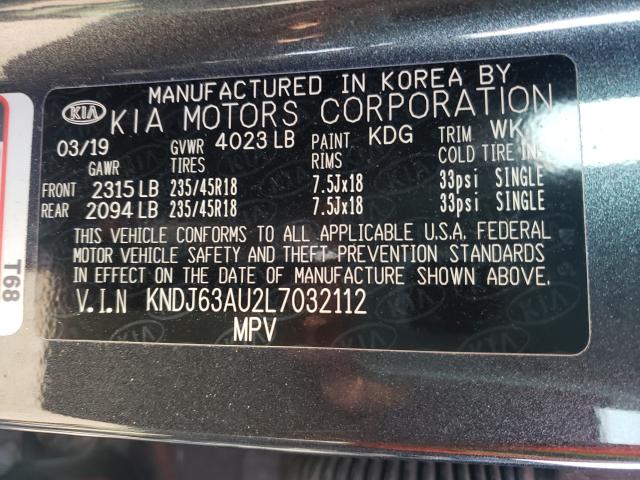 MANUFACTURED IN KOREA BY
KIA KIA MOTORS CORPORATION
03/19 GVWR 4023 LB PAINT KDG TRIM WK
GAWR TIRES RIMS COLD TIRE
FRONT 2315 LB 235/45R18 7.5Jx18 33psi SINGLE
REAR 2094 LB 235/45R18 7.5Jx18 33psi SINGLE
THIS VEHICLE CONFORMS TO ALL APPLICABLE U.S.A. FEDERAL
MOTOR VEHICLE SAFETY AND THEFT PREVENTION STANDARDS
IN EFFECT ON THE DATE OF MANUFACTURE SHOWN ABOVE.
V.I.N KNDJ63AU2L7032112
MPV
T68